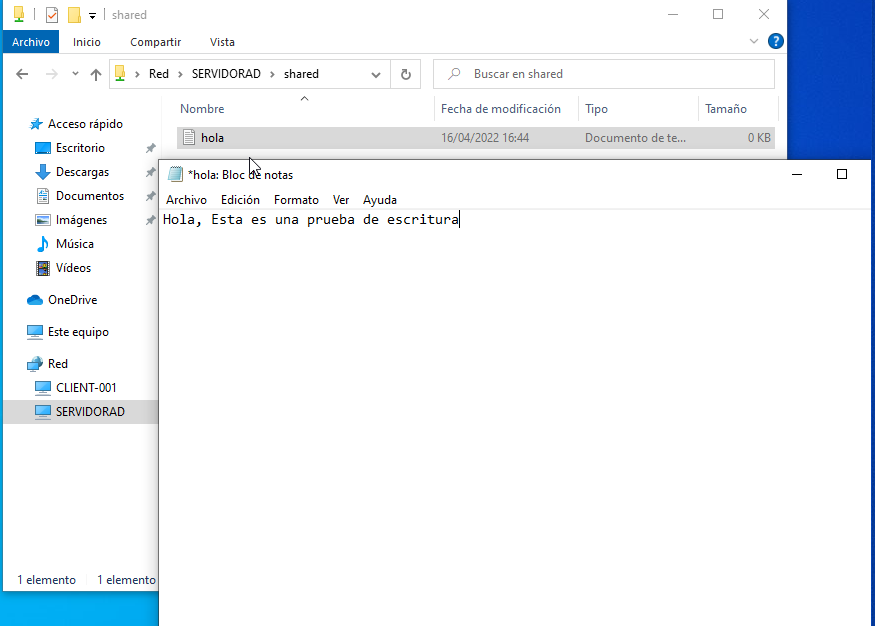 shared
Archivo Inicio Compartir Vista
Red SERVIDORAD shared Buscar en shared
Nombre Fecha de modificación Tipo Tamaño
Acceso rápido
hola 16/04/2022 16:44 Documento de te... 0 KB
Escritorio
Descargas
Documentos
Imágenes
Música
Vídeos
OneDrive
Este equipo
Red
CLIENT-001
SERVIDORAD
1 elemento 1 elemento
*hola: Bloc de notas
Archivo Edición Formato Ver Ayuda
Hola, Esta es una prueba de escritura